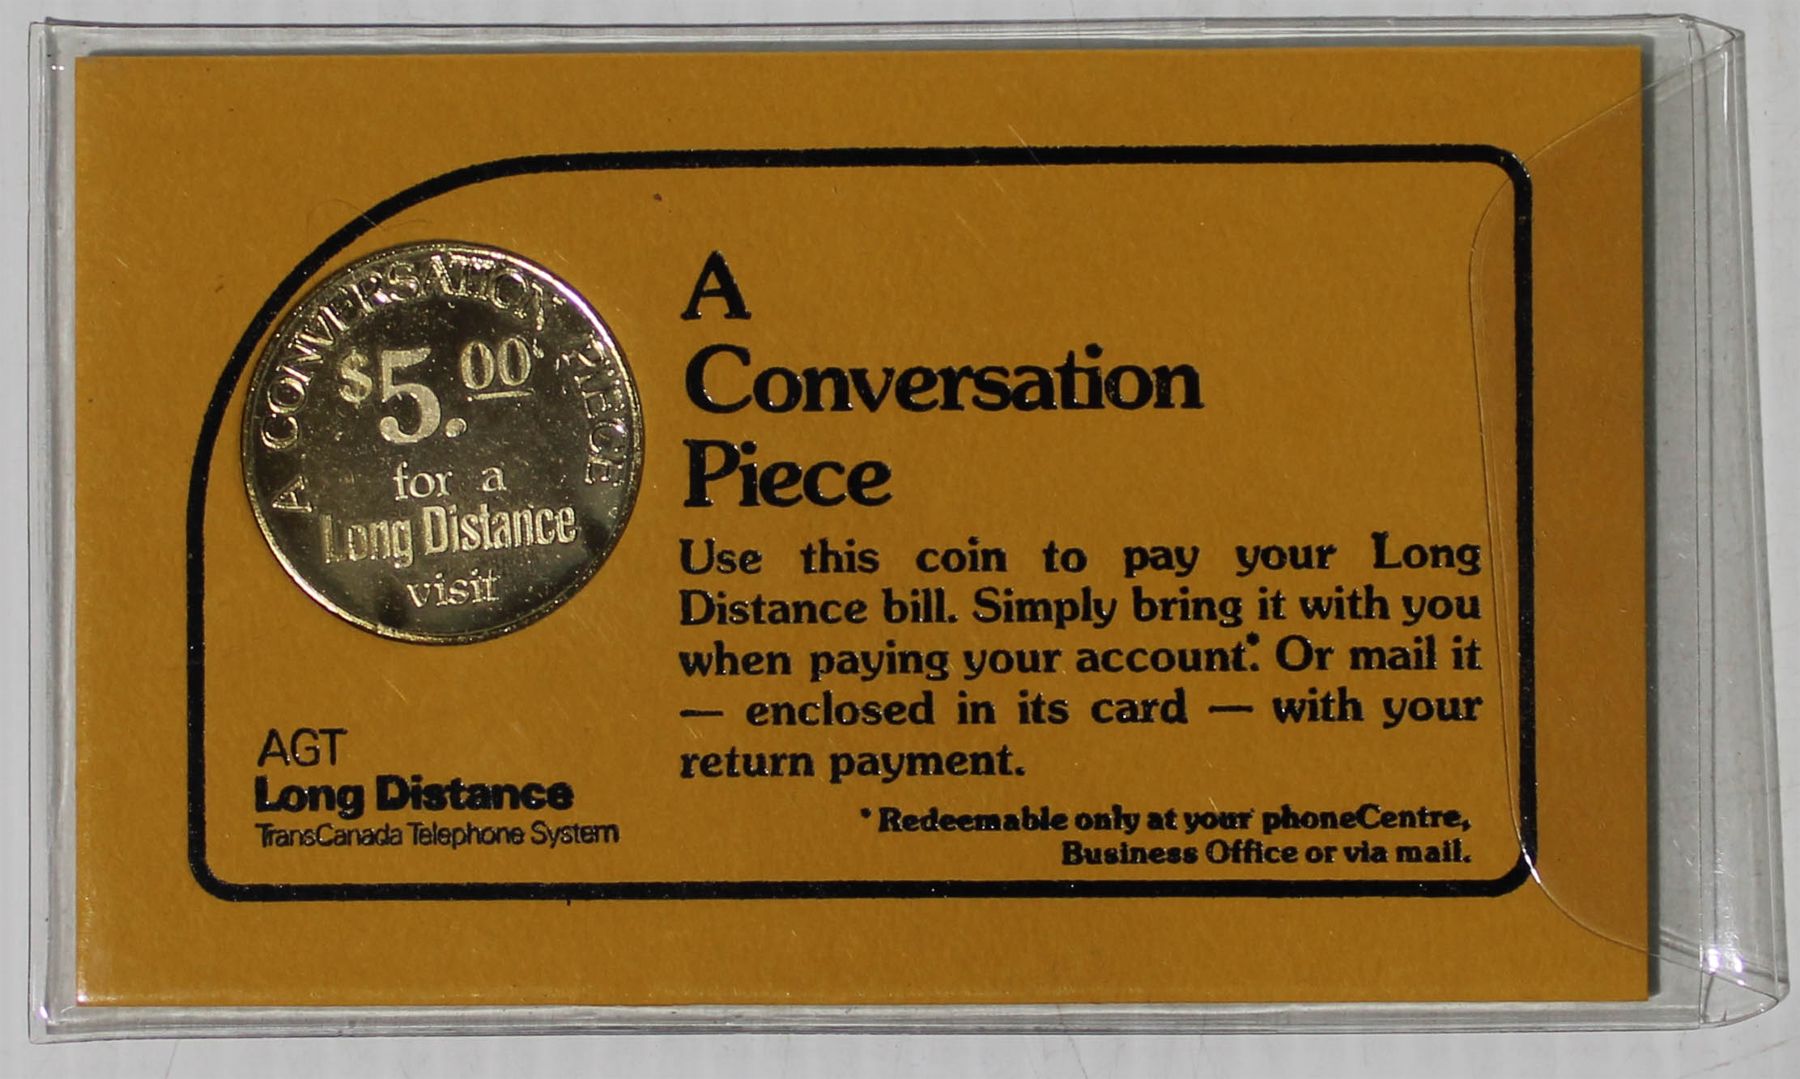 A CONVERSATION PIECE
$5.00
for a
Long Distance
visit
A
Conversation
Piece
Use this coin to pay your Long
Distance bill. Simply bring it with you
when paying your account.* Or mail it
— enclosed in its card — with your
return payment.
* Redeemable only at your phoneCentre,
Business Office or via mail.
AGT
Long Distance
TransCanada Telephone System